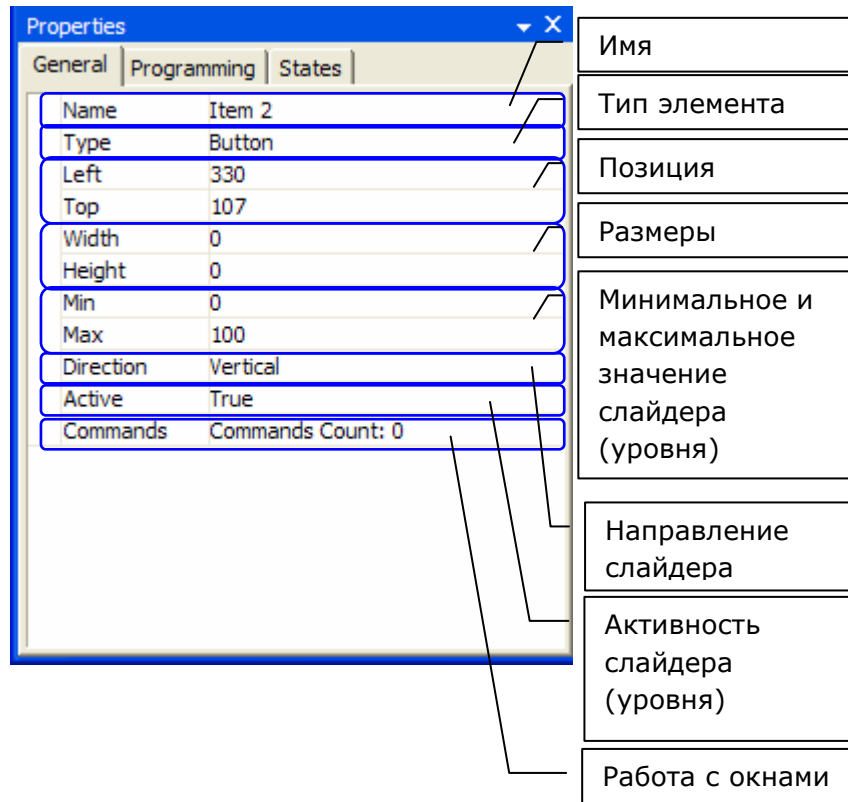 Properties
General Programming States
Name Item 2
Type Button
Left 330
Top 107
Width 0
Height 0
Min 0
Max 100
Direction Vertical
Active True
Commands Commands Count: 0
Имя
Тип элемента
Позиция
Размеры
Минимальное и
максимальное
значение
слайдера
(уровня)
Направление
слайдера
Активность
слайдера
(уровня)
Работа с окнами